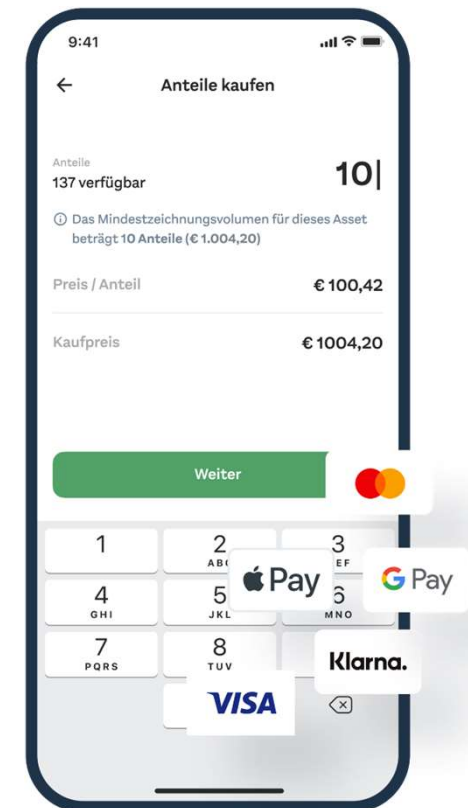 9:41
Anteile kaufen
Anteile
137 verfügbar
10
Das Mindestzeichnungsvolumen für dieses Asset
beträgt 10 Anteile (€ 1.004,20)
Preis / Anteil
€ 100,42
Kaufpreis
€ 1004,20
Weiter
1
2
3
EF
Pay
G Pay
4
GHI
5
JKL
6
MNO
7
PQRS
8
TUV
Klarna.
VISA